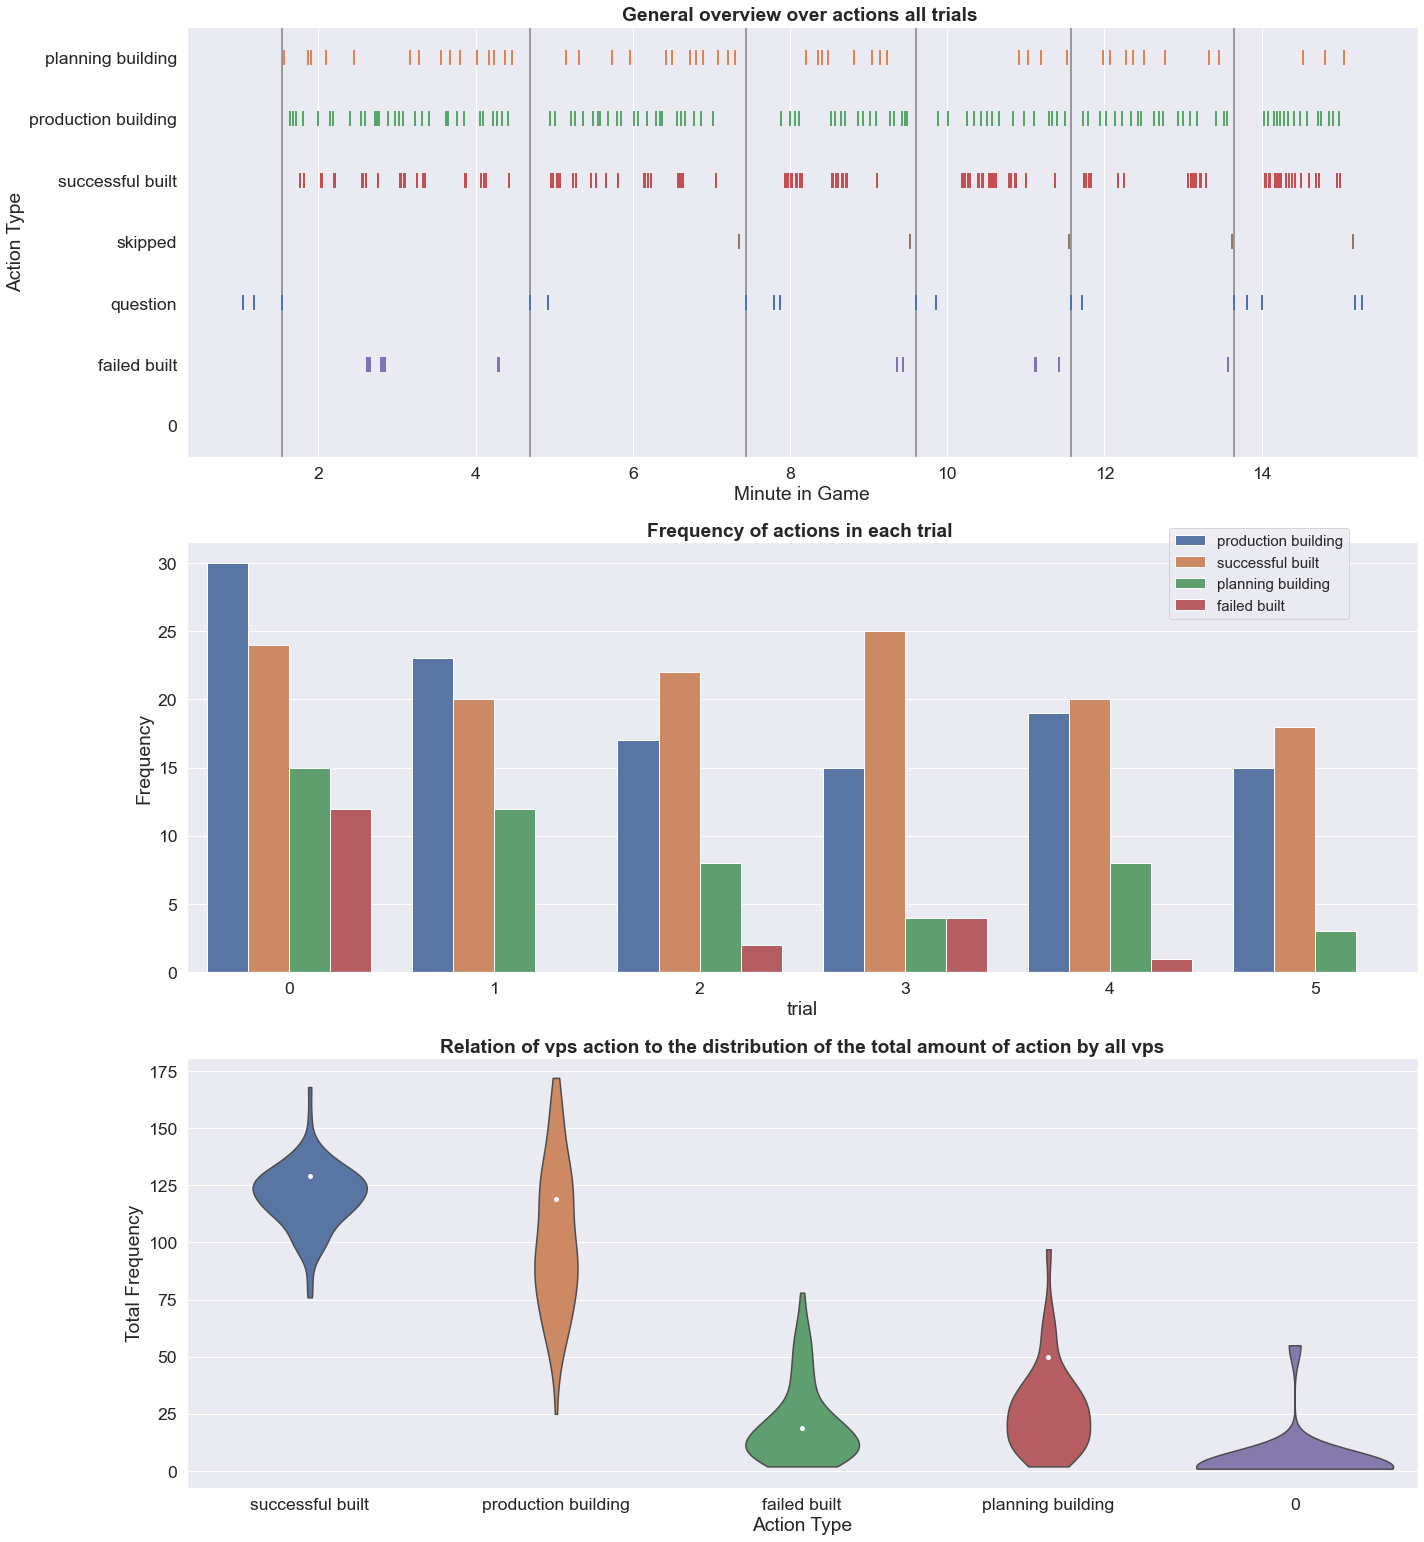 General overview over actions all trials
planning building
production building
successful built
skipped
question
failed built
0
Action Type
2 4 6 8 10 12 14
Minute in Game
Frequency of actions in each trial
production building
successful built
planning building
failed built
30
25
20
15
10
5
0
Frequency
0 1 2 3 4 5
trial
Relation of vps action to the distribution of the total amount of action by all vps
175
150
125
100
75
50
25
0
Total Frequency
successful built production building failed built planning building 0
Action Type